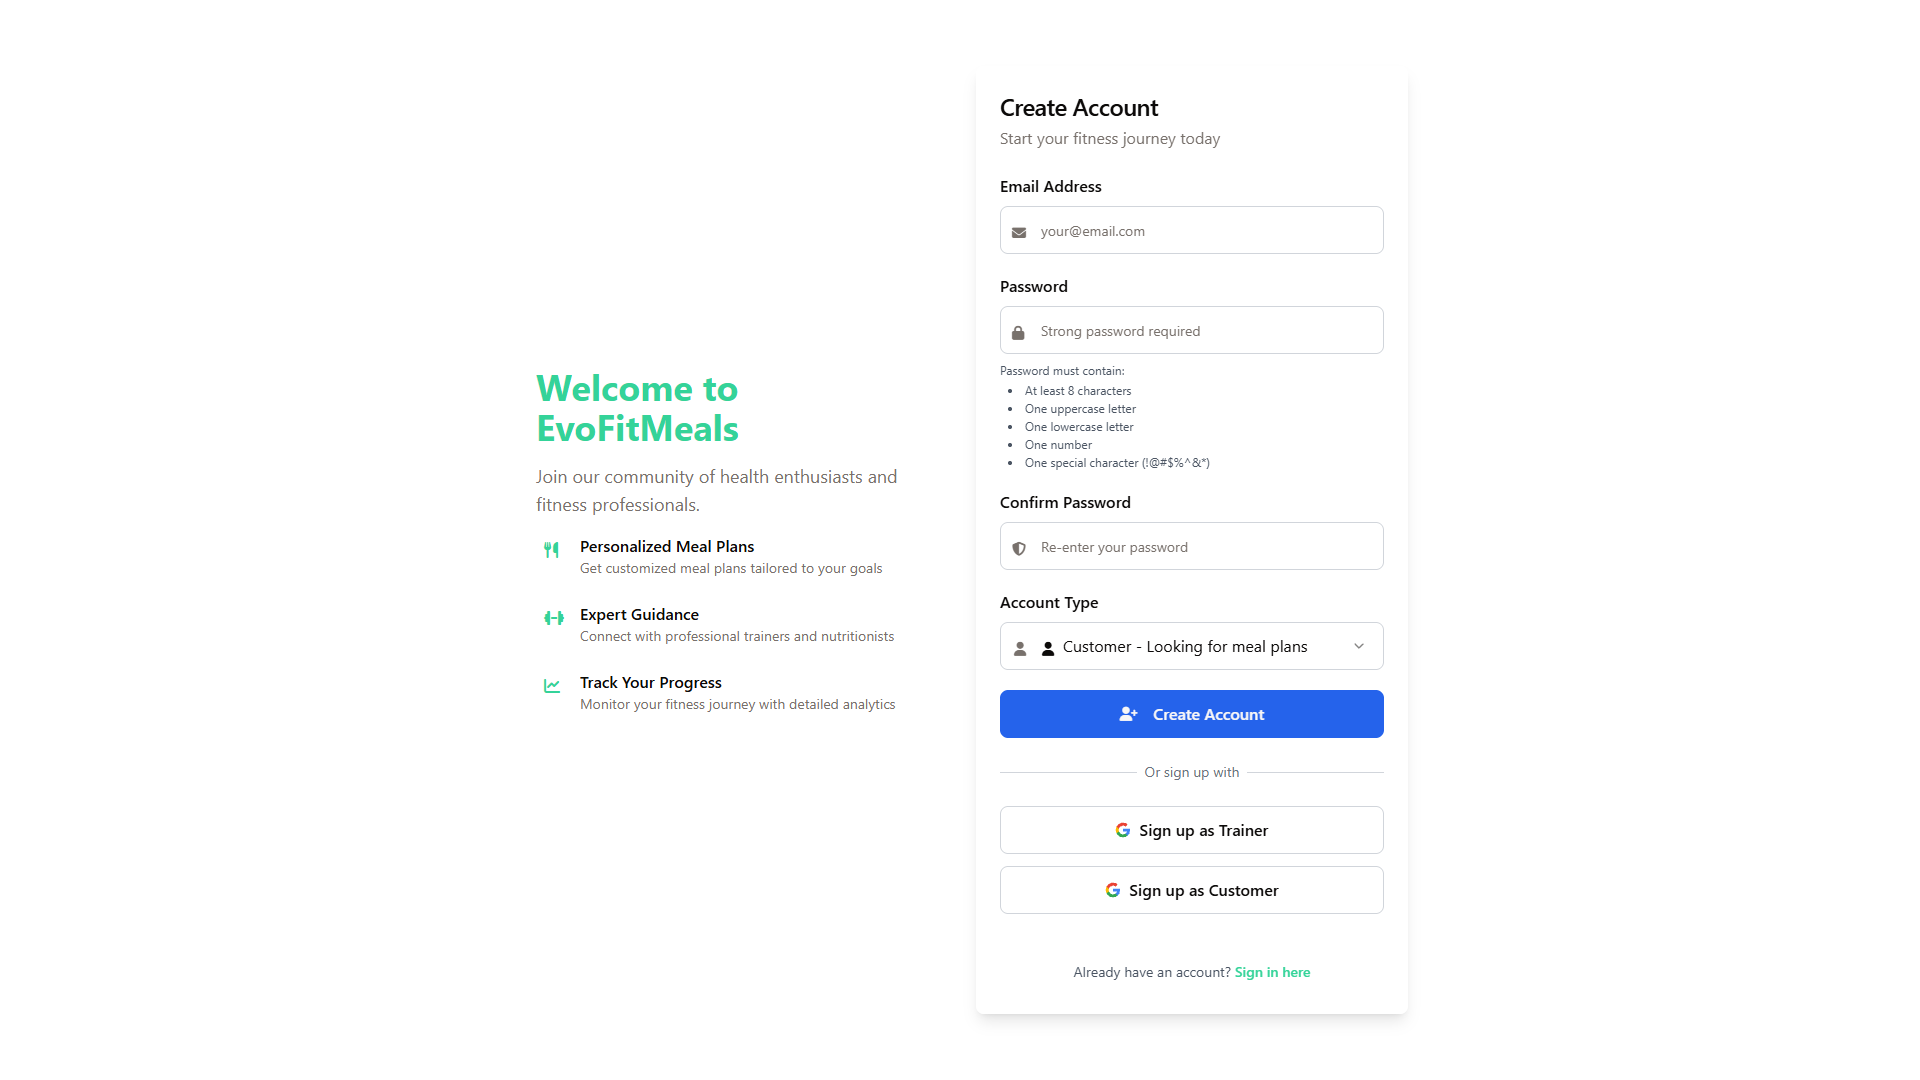 Welcome to
EvoFitMeals
Join our community of health enthusiasts and
fitness professionals.
Personalized Meal Plans
Get customized meal plans tailored to your goals
Expert Guidance
Connect with professional trainers and nutritionists
Track Your Progress
Monitor your fitness journey with detailed analytics
Create Account
Start your fitness journey today
Email Address
your@email.com
Password
Strong password required
Password must contain:
• At least 8 characters
• One uppercase letter
• One lowercase letter
• One number
• One special character (!@#$%^&*)
Confirm Password
Re-enter your password
Account Type
Customer - Looking for meal plans
Create Account
Or sign up with
Sign up as Trainer
Sign up as Customer
Already have an account? Sign in here